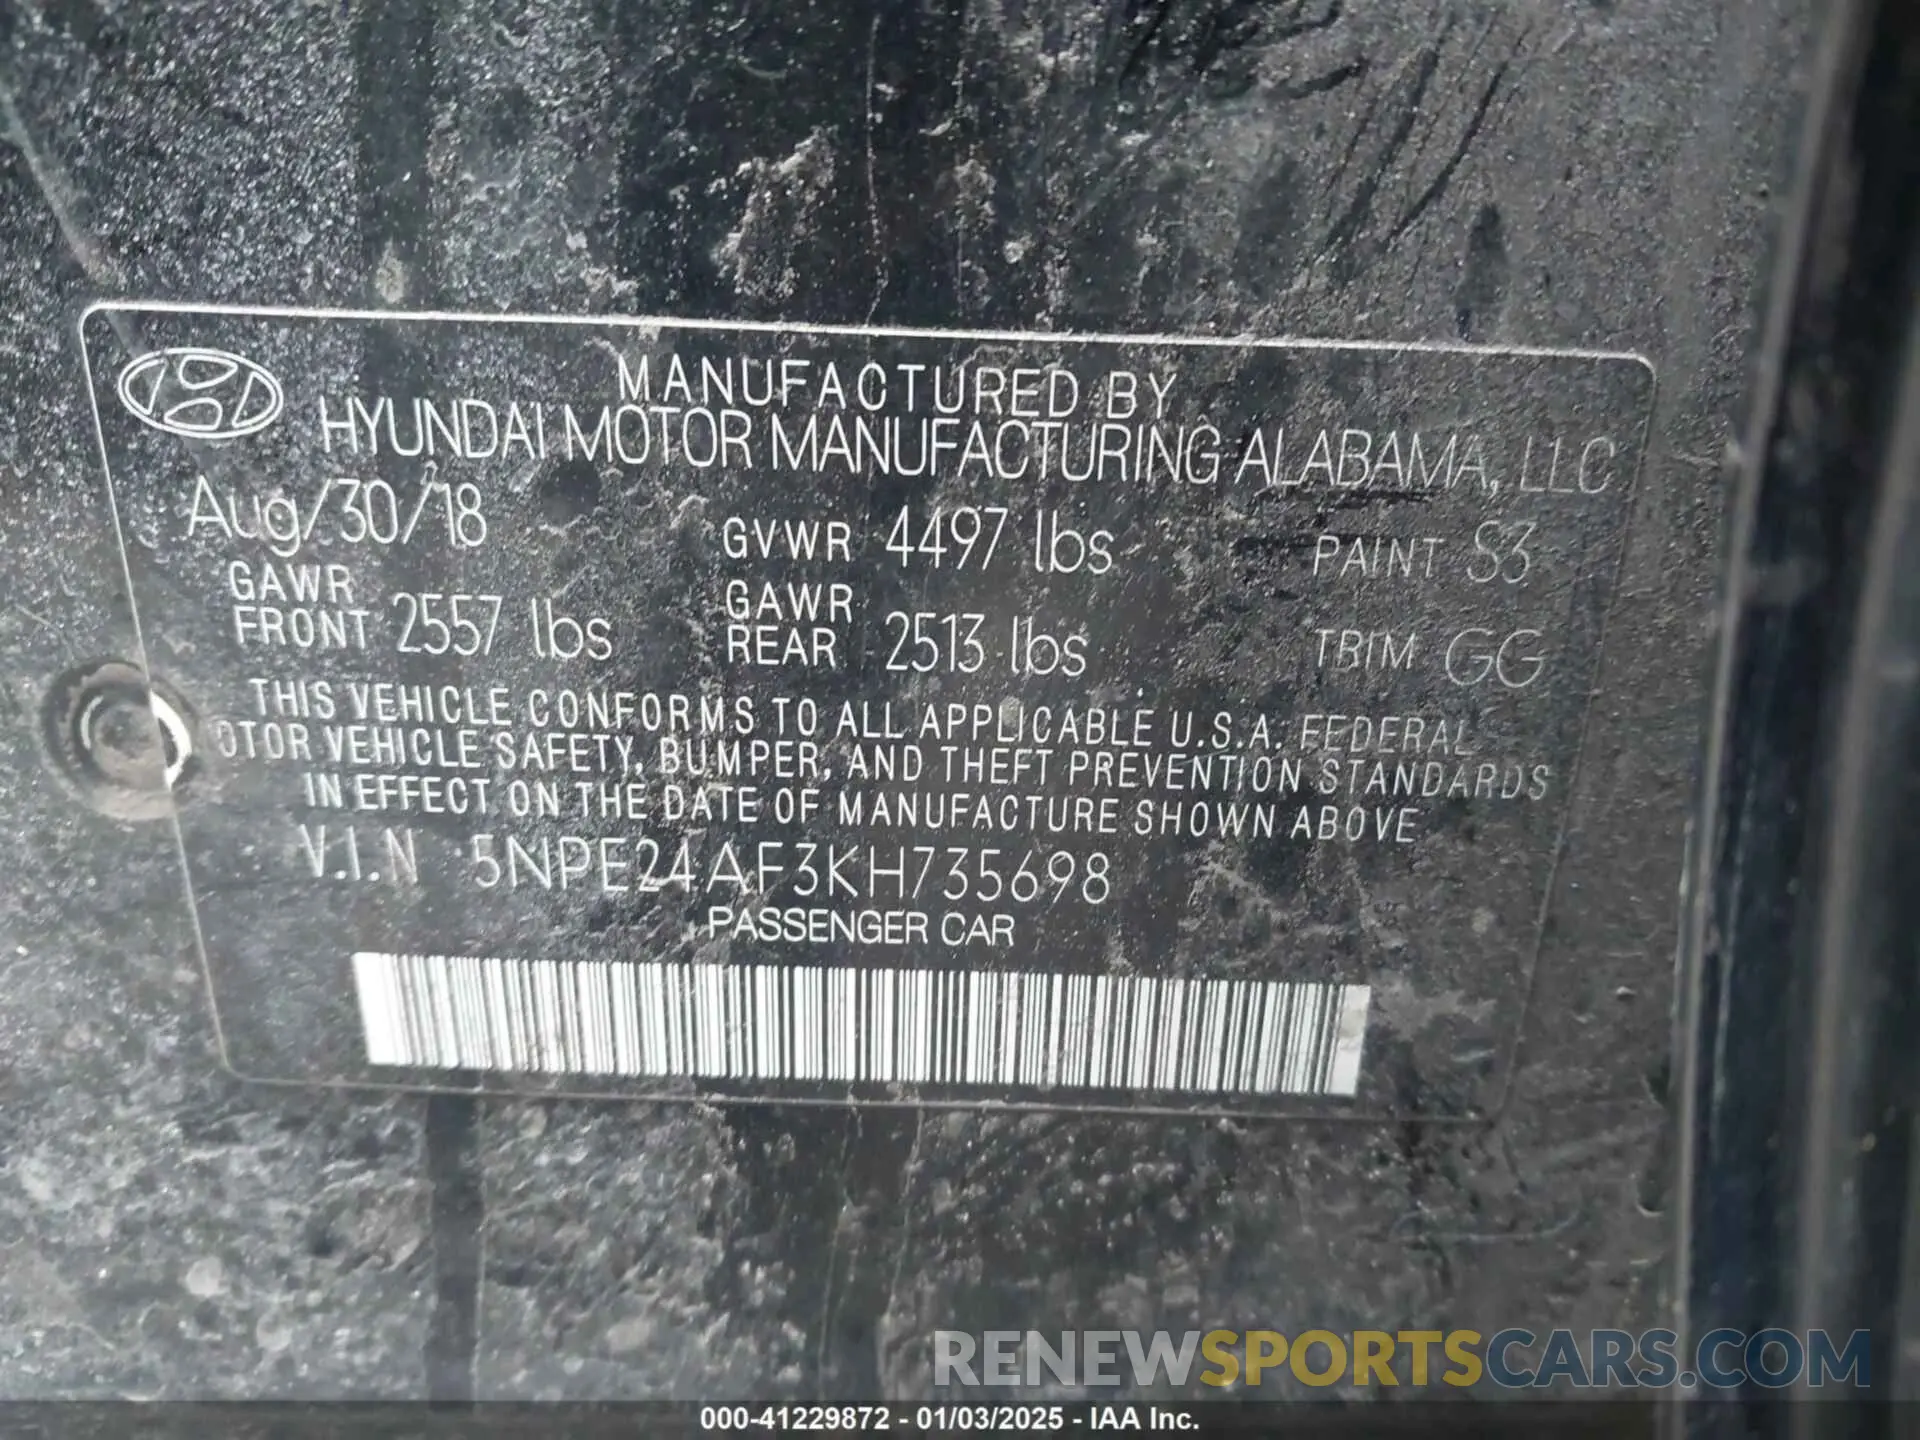 MANUFACTURED BY
HYUNDAI MOTOR MANUFACTURING ALABAMA, LLC
Aug/30/18 GVWR 4497 lbs PAINT S3
GAWR FRONT 2557 lbs GAWR REAR 2513 lbs TRIM GG
THIS VEHICLE CONFORMS TO ALL APPLICABLE U.S.A. FEDERAL
OTOR VEHICLE SAFETY, BUMPER, AND THEFT PREVENTION STANDARDS
IN EFFECT ON THE DATE OF MANUFACTURE SHOWN ABOVE
V.I.N 5NPE24AF3KH735698
PASSENGER CAR
RENEWSPORTSCARS.COM
000-41229872 - 01/03/2025 - IAA Inc.